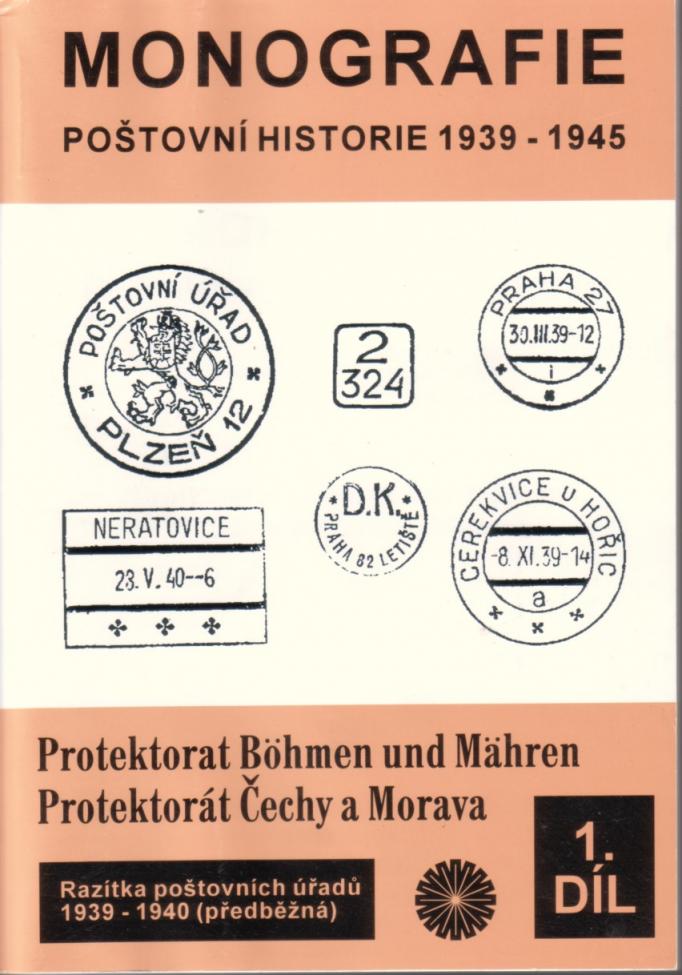 MONOGRAFIE
POŠTOVNÍ HISTORIE 1939 - 1945
POŠTOVNÍ ÚŘAD
PLZEŇ 12
2
324
PRAHA 27
30.III.39-12
i
NERATOVICE
23.V.40--6
D.K.
PRAHA 82 LETIŠTĚ
CEREKVICE U HOŘIC
-8.XI.39-14
a
Protektorat Böhmen und Mähren
Protektorát Čechy a Morava
Razítka poštovních úřadů
1939 - 1940 (předběžná)
1.
DÍL